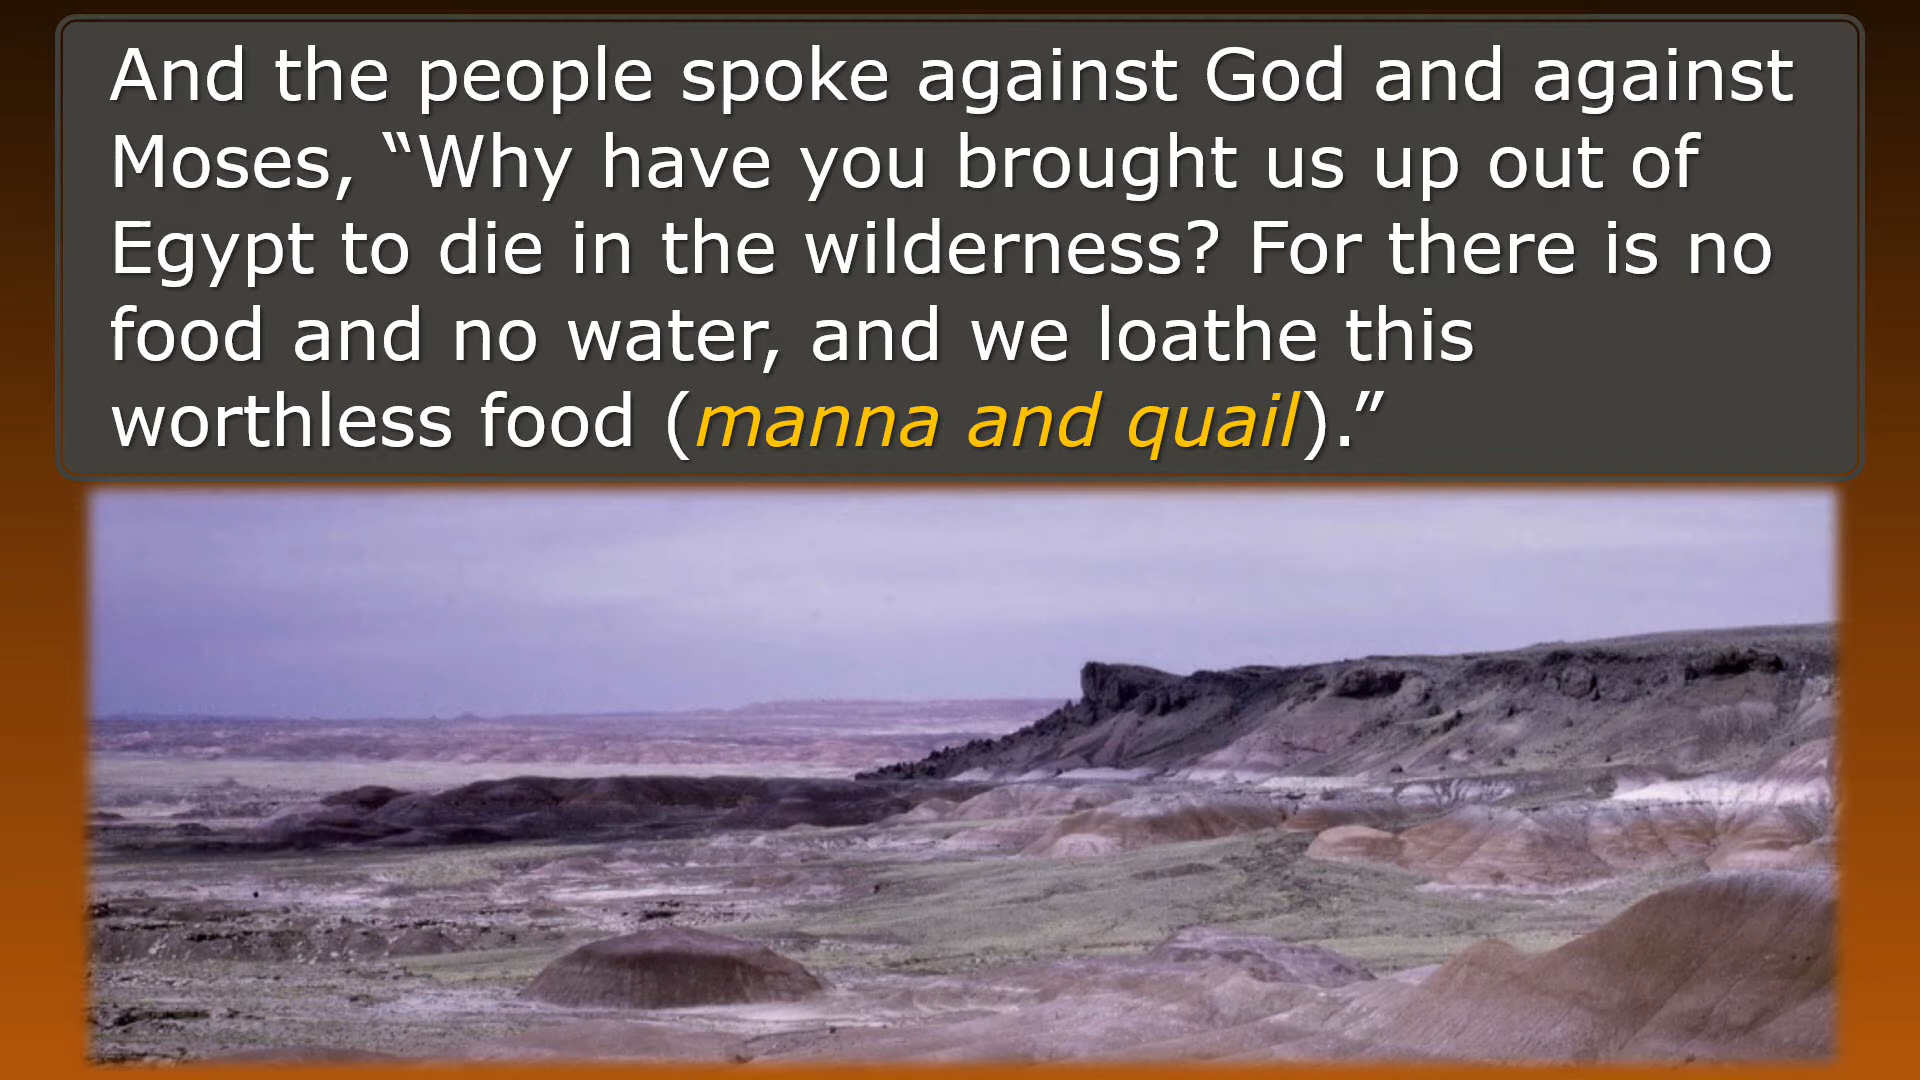 And the people spoke against God and against
Moses, “Why have you brought us up out of
Egypt to die in the wilderness? For there is no
food and no water, and we loathe this
worthless food (manna and quail).”